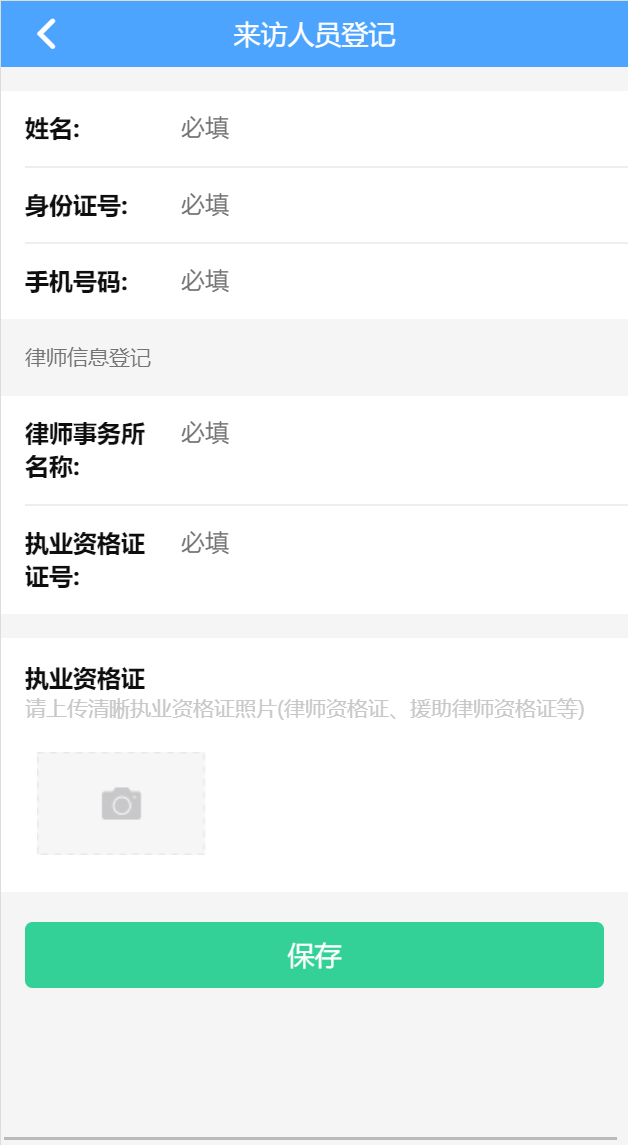 来访人员登记
姓名: 必填
身份证号: 必填
手机号码: 必填
律师信息登记
律师事务所 必填
名称:
执业资格证 必填
证号:
执业资格证
请上传清晰执业资格证照片(律师资格证、援助律师资格证等)
保存